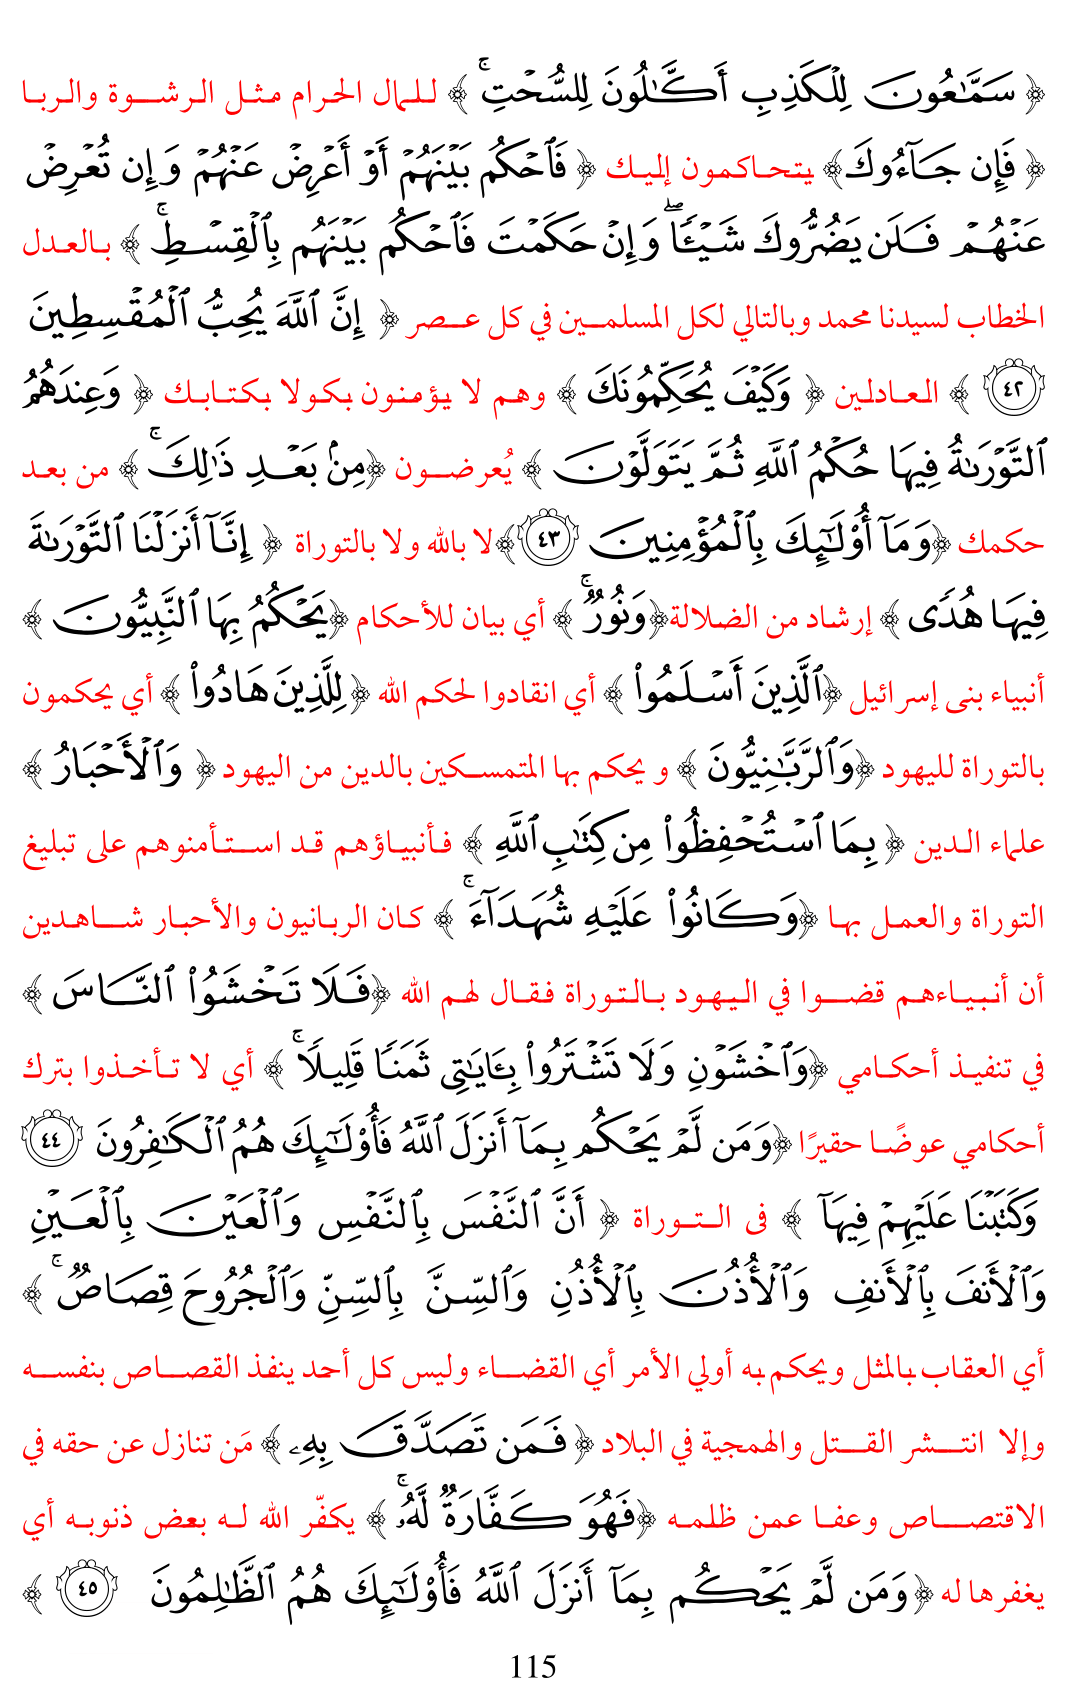 ﴿ سَمَّٰعُونَ لِلْكَذِبِ أَكَّٰلُونَ لِلسُّحْتِ ۚ ﴾ للمال الحرام مثل الرشوة والربا
﴿ فَإِن جَآءُوكَ ﴾ يتحاكمون إليك ﴿ فَٱحْكُم بَيْنَهُمْ أَوْ أَعْرِضْ عَنْهُمْ وَإِن تُعْرِضْ
عَنْهُمْ فَلَن يَضُرُّوكَ شَيْـًٔا ۖ وَإِنْ حَكَمْتَ فَٱحْكُم بَيْنَهُم بِٱلْقِسْطِ ۚ ﴾ بالعدل
الخطاب لسيدنا محمد وبالتالي لكل المسلمين في كل عصر ﴿ إِنَّ ٱللَّهَ يُحِبُّ ٱلْمُقْسِطِينَ
٤٢ ﴾ المعادلين ﴿ وَكَيْفَ يُحَكِّمُونَكَ ﴾ وهم لا يؤمنون بكولا بكتابك ﴿ وَعِندَهُمُ
ٱلتَّوْرَىٰةُ فِيهَا حُكْمُ ٱللَّهِ ثُمَّ يَتَوَلَّوْنَ ﴾ يُعرضون ﴿مِنۢ بَعْدِ ذَٰلِكَ ۚ ﴾ من بعد
حكمك ﴿وَمَآ أُو۟لَٰٓئِكَ بِٱلْمُؤْمِنِينَ ٤٣ ﴾لا بالله ولا بالتوراة ﴿ إِنَّآ أَنزَلْنَا ٱلتَّوْرَىٰةَ
فِيهَا هُدًى ﴾ إرشاد من الضلالة﴿وَنُورٌ ۚ ﴾ أي بيان للأحكام ﴿يَحْكُمُ بِهَا ٱلنَّبِيُّونَ ﴾
أنبياء بنى إسرائيل ﴿ٱلَّذِينَ أَسْلَمُوا۟ ﴾ أي انقادوا لحكم الله ﴿لِلَّذِينَ هَادُوا۟ ﴾ أي يحكمون
بالتوراة لليهود ﴿وَٱلرَّبَّٰنِيُّونَ ﴾ و يحكم بها المتمسكين بالدين من اليهود ﴿ وَٱلْأَحْبَارُ ﴾
علماء الدين ﴿ بِمَا ٱسْتُحْفِظُوا۟ مِن كِتَٰبِ ٱللَّهِ ﴾ فأنبياؤهم قد استأمنوهم على تبليغ
التوراة والعمل بها ﴿وَكَانُوا۟ عَلَيْهِ شُهَدَآءَ ۚ ﴾ كان الربانيون والأحبار شاهدين
أن أنبياءهم قضوا في اليهود بالتوراة فقال لهم الله ﴿فَلَا تَخْشَوُا۟ ٱلنَّاسَ ﴾
في تنفيذ أحكامي ﴿وَٱخْشَوْنِ وَلَا تَشْتَرُوا۟ بِـَٔايَٰتِى ثَمَنًا قَلِيلًا ۚ ﴾ أي لا تأخذوا بترك
أحكامي عوضًا حقيرًا ﴿وَمَن لَّمْ يَحْكُم بِمَآ أَنزَلَ ٱللَّهُ فَأُو۟لَٰٓئِكَ هُمُ ٱلْكَٰفِرُونَ ٤٤
وَكَتَبْنَا عَلَيْهِمْ فِيهَآ ﴾ فى التوراة ﴿ أَنَّ ٱلنَّفْسَ بِٱلنَّفْسِ وَٱلْعَيْنَ بِٱلْعَيْنِ
وَٱلْأَنفَ بِٱلْأَنفِ وَٱلْأُذُنَ بِٱلْأُذُنِ وَٱلسِّنَّ بِٱلسِّنِّ وَٱلْجُرُوحَ قِصَاصٌ ۚ ﴾
أي العقاب بالمثل ويحكم به أولي الأمر أي القضاء وليس كل أحد ينفذ القصاص بنفسه
وإلا انتشر القتل والهمجية في البلاد ﴿ فَمَن تَصَدَّقَ بِهِۦ ﴾ مَن تنازل عن حقه في
الاقتصاص وعفا عمن ظلمه ﴿فَهُوَ كَفَّارَةٌ لَّهُۥ ۚ ﴾ يكفّر الله له بعض ذنوبه أي
يغفرها له ﴿وَمَن لَّمْ يَحْكُم بِمَآ أَنزَلَ ٱللَّهُ فَأُو۟لَٰٓئِكَ هُمُ ٱلظَّٰلِمُونَ ٤٥ ﴾
115